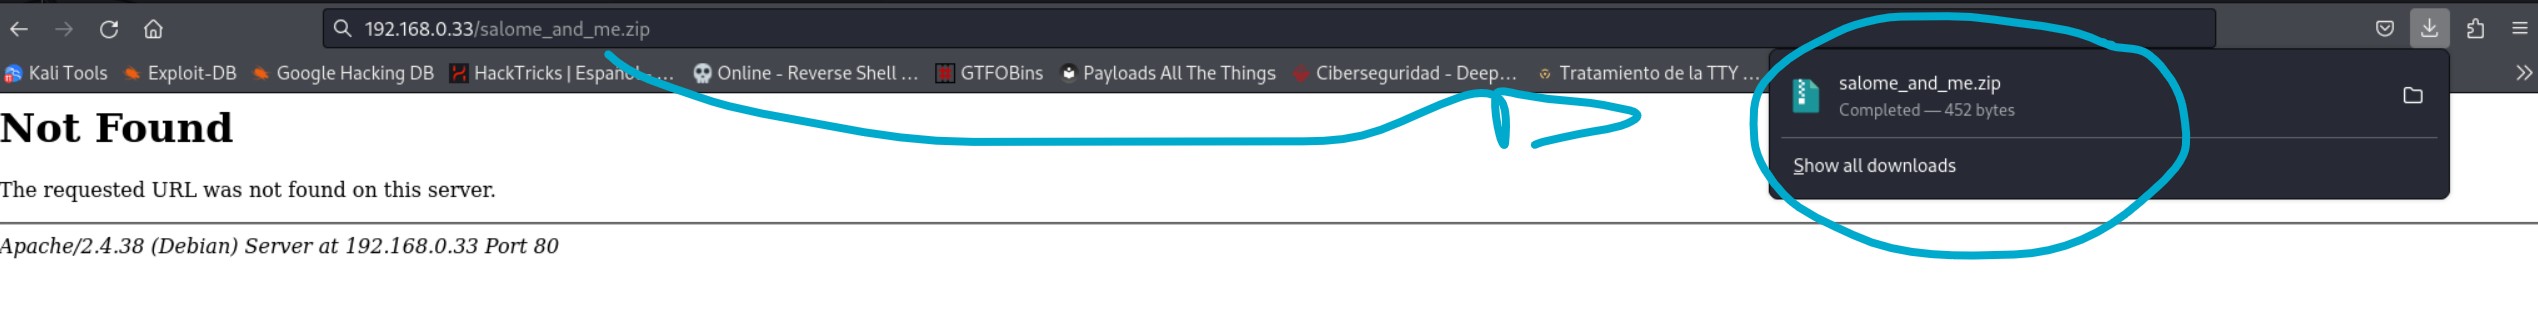 192.168.0.33/salome_and_me.zip
Kali Tools Exploit-DB Google Hacking DB HackTricks | Español - ... Online - Reverse Shell ... GTFOBins Payloads All The Things Ciberseguridad - Deep... Tratamiento de la TTY ...
salome_and_me.zip
Completed — 452 bytes
Show all downloads
Not Found
The requested URL was not found on this server.
Apache/2.4.38 (Debian) Server at 192.168.0.33 Port 80